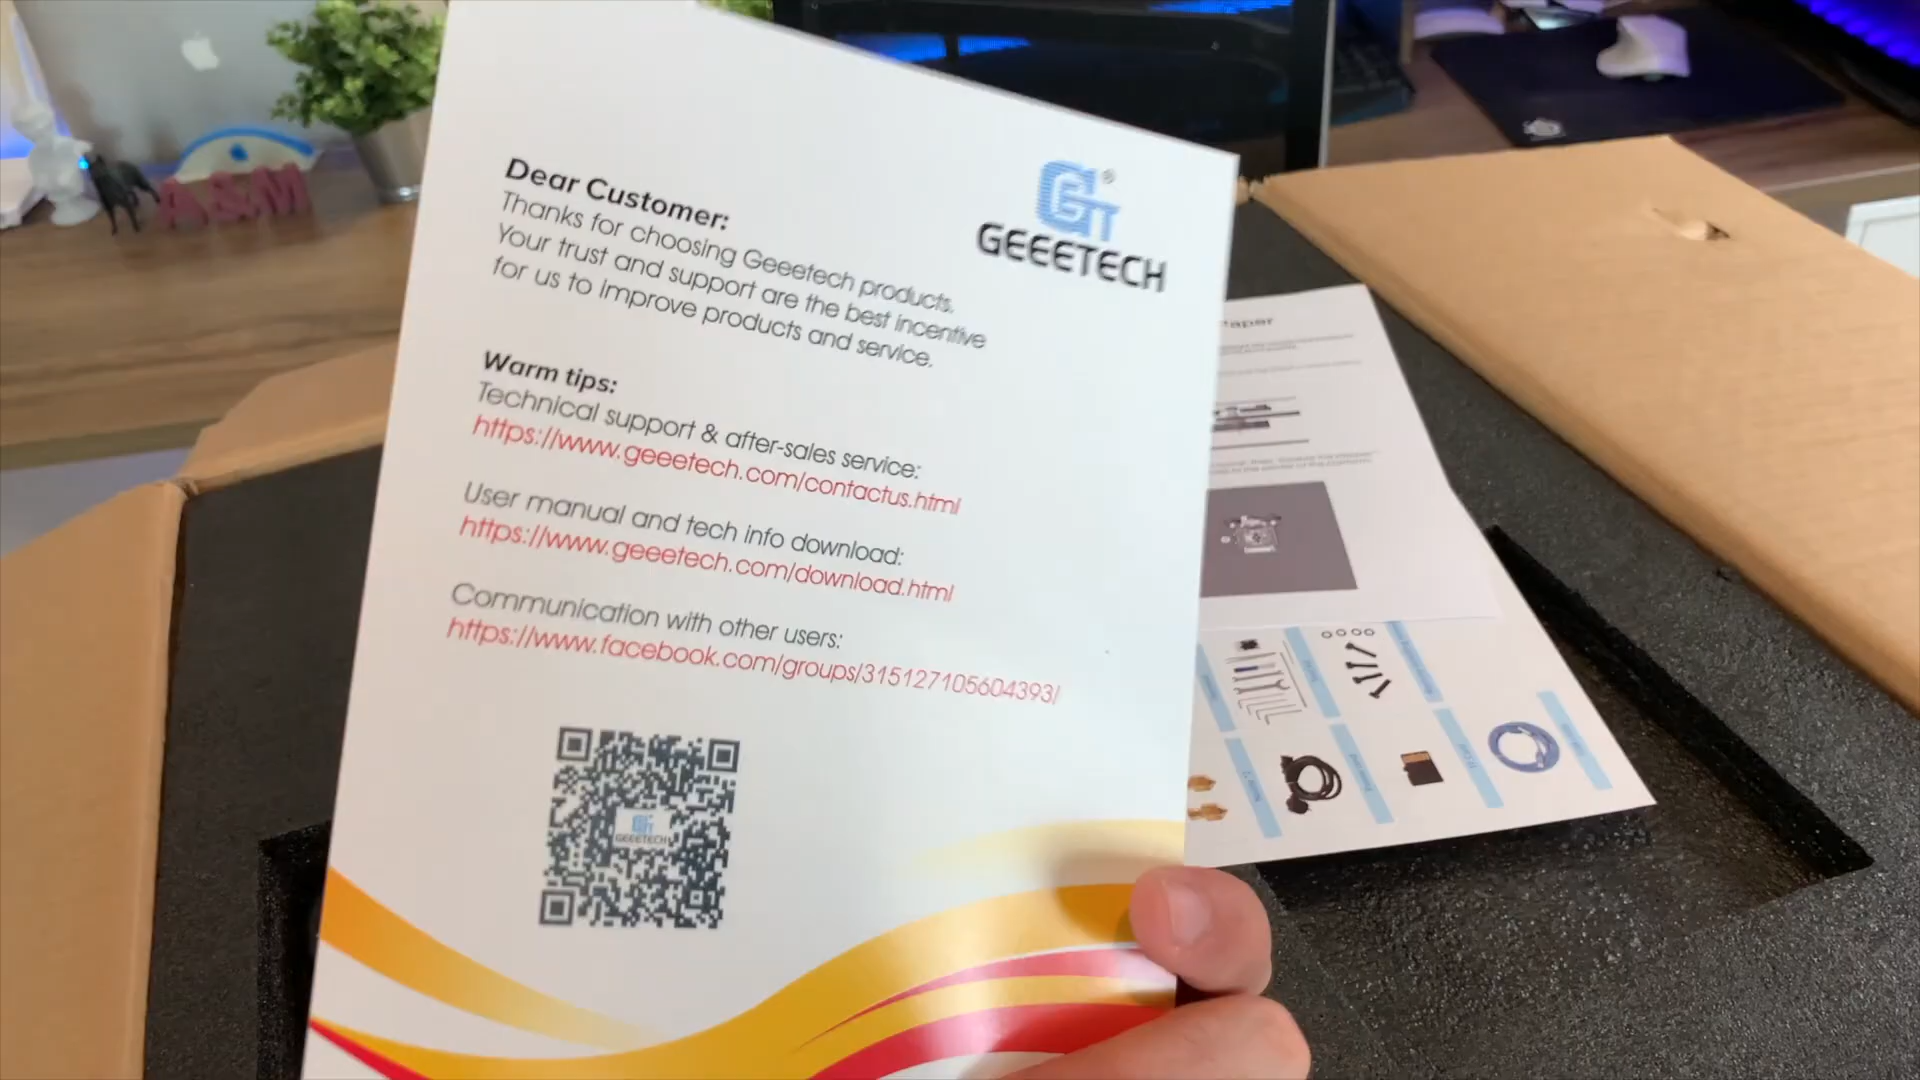 Dear Customer:
Thanks for choosing Geeetech products.
Your trust and support are the best incentive
for us to improve products and service.
GT®
GEEETECH
Warm tips:
Technical support & after-sales service:
https://www.geeetech.com/contactus.html
User manual and tech info download:
https://www.geeetech.com/download.html
Communication with other users:
https://www.facebook.com/groups/315127105604393/
GEEETECH
A&M